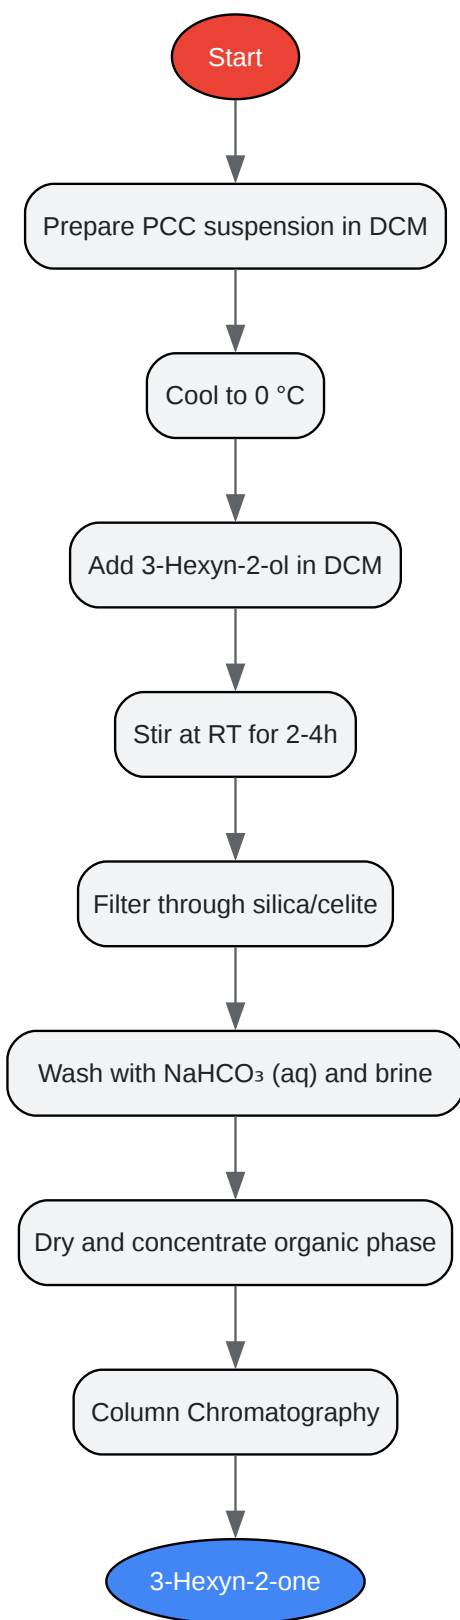 Start
Prepare PCC suspension in DCM
Cool to 0 °C
Add 3-Hexyn-2-ol in DCM
Stir at RT for 2-4h
Filter through silica/celite
Wash with NaHCO₃ (aq) and brine
Dry and concentrate organic phase
Column Chromatography
3-Hexyn-2-one